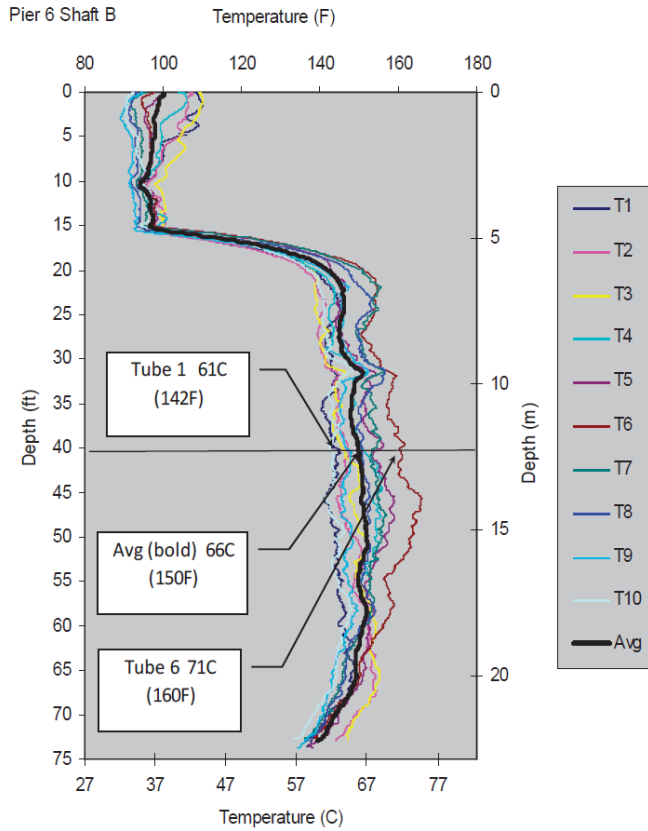 Pier 6 Shaft B
Temperature (F)
80 100 120 140 160 180
0 0
5
10
15
5
20
25
30
10
35
40
45
15
50
55
60
65
20
70
75
Depth (ft)
Depth (m)
Tube 1 61C
(142F)
Avg (bold) 66C
(150F)
Tube 6 71C
(160F)
27 37 47 57 67 77
Temperature (C)
T1
T2
T3
T4
T5
T6
T7
T8
T9
T10
Avg